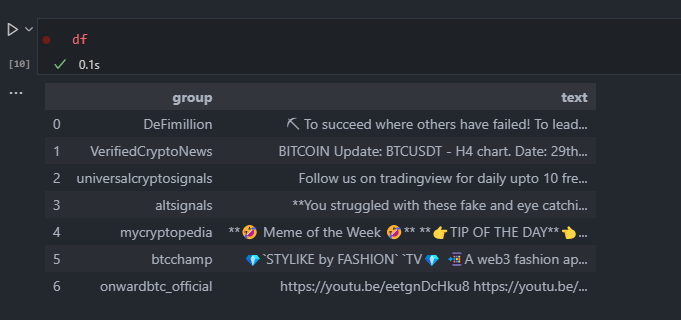 df
[10]
0.1s
...
group text
0 DeFimillion ⛏ To succeed where others have failed! To lead...
1 VerifiedCryptoNews BITCOIN Update: BTCUSDT - H4 chart. Date: 29th...
2 universalcryptosignals Follow us on tradingview for daily upto 10 fre...
3 altsignals **You struggled with these fake and eye catchi...
4 mycryptopedia **🤣 Meme of the Week 🤣** **👉TIP OF THE DAY**👈...
5 btcchamp 💎`STYLIKE by FASHION` `TV💎 👗A web3 fashion ap...
6 onwardbtc_official https://youtu.be/eetgnDcHku8 https://youtu.be/...